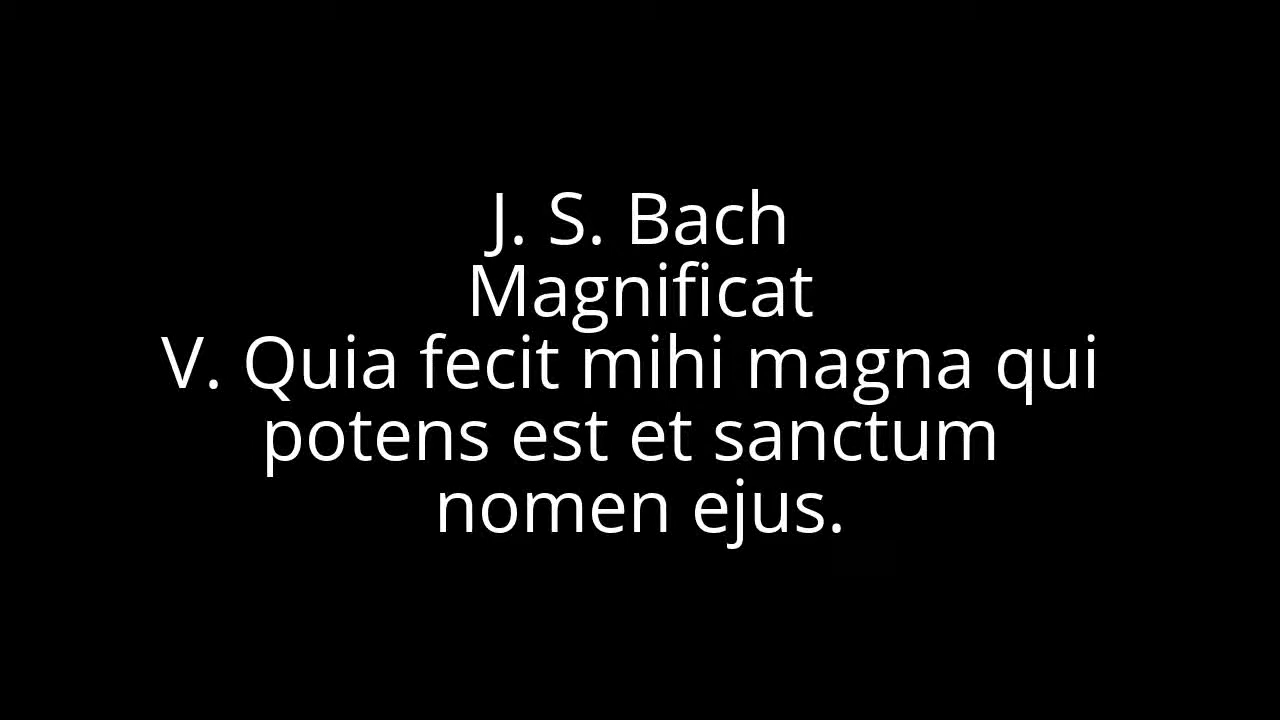 J. S. Bach
Magnificat
V. Quia fecit mihi magna qui
potens est et sanctum
nomen ejus.